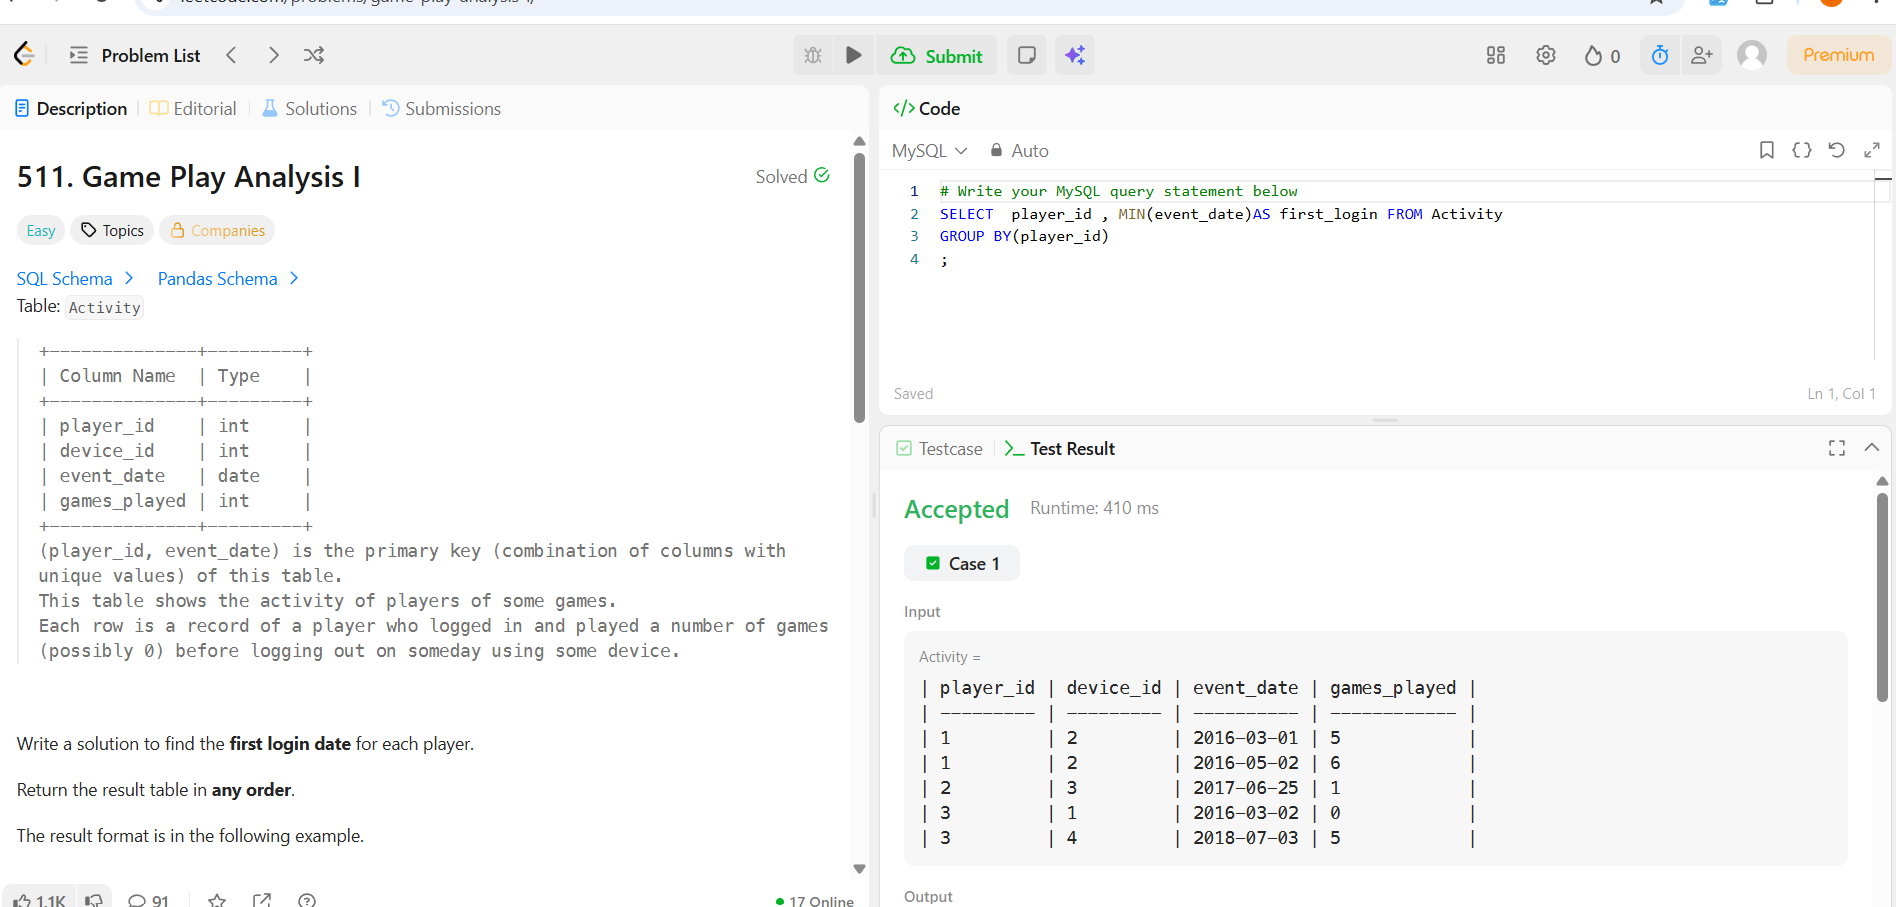 Problem List
Submit
0
Premium
Description
Editorial
Solutions
Submissions
511. Game Play Analysis I
Solved
Easy
Topics
Companies
SQL Schema
Pandas Schema
Table: Activity
+--------------+---------+
| Column Name  | Type    |
+--------------+---------+
| player_id    | int     |
| device_id    | int     |
| event_date   | date    |
| games_played | int     |
+--------------+---------+
(player_id, event_date) is the primary key (combination of columns with
unique values) of this table.
This table shows the activity of players of some games.
Each row is a record of a player who logged in and played a number of games
(possibly 0) before logging out on someday using some device.
Write a solution to find the first login date for each player.
Return the result table in any order.
The result format is in the following example.
1.1K
91
17 Online
</> Code
MySQL
Auto
1 # Write your MySQL query statement below
2 SELECT  player_id , MIN(event_date)AS first_login FROM Activity
3 GROUP BY(player_id)
4 ;
Saved
Ln 1, Col 1
Testcase
Test Result
Accepted
Runtime: 410 ms
Case 1
Input
Activity =
| player_id | device_id | event_date | games_played |
| --------- | --------- | ---------- | ------------ |
| 1         | 2         | 2016-03-01 | 5            |
| 1         | 2         | 2016-05-02 | 6            |
| 2         | 3         | 2017-06-25 | 1            |
| 3         | 1         | 2016-03-02 | 0            |
| 3         | 4         | 2018-07-03 | 5            |
Output